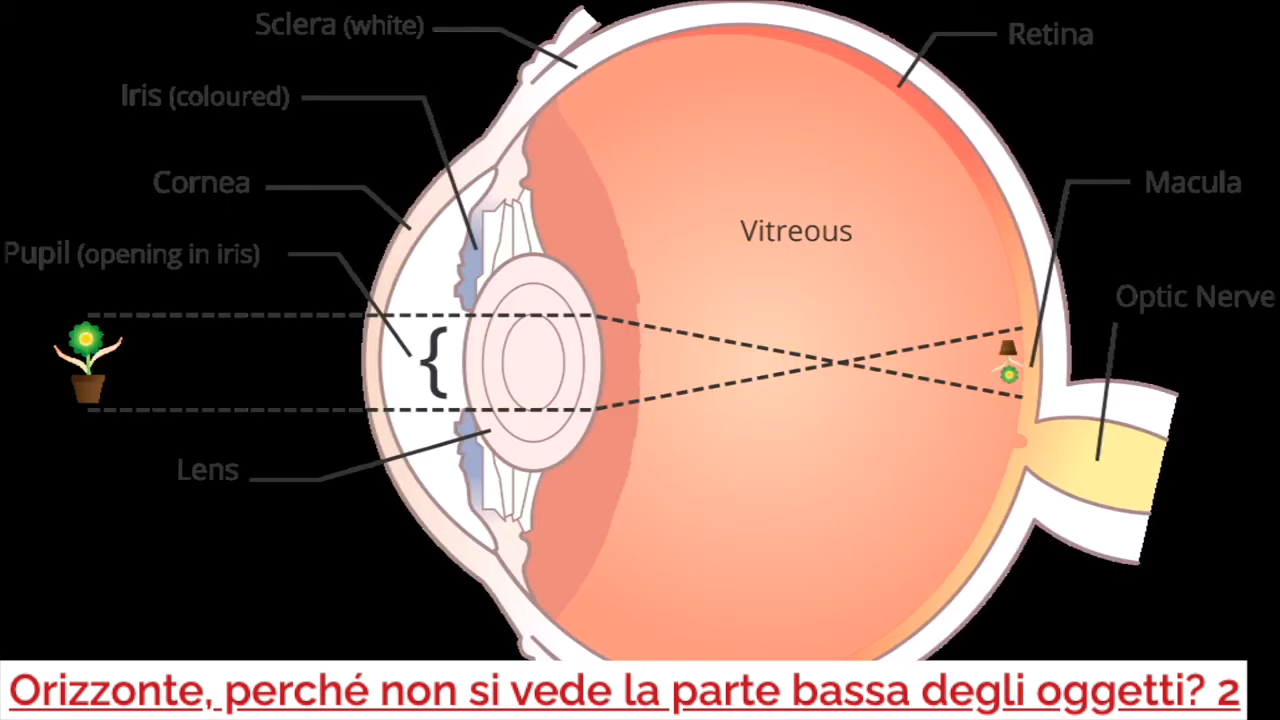 Sclera (white)
Retina
Iris (coloured)
Cornea
Macula
Vitreous
Pupil (opening in iris)
Optic Nerve
{
Lens
Orizzonte, perché non si vede la parte bassa degli oggetti? 2